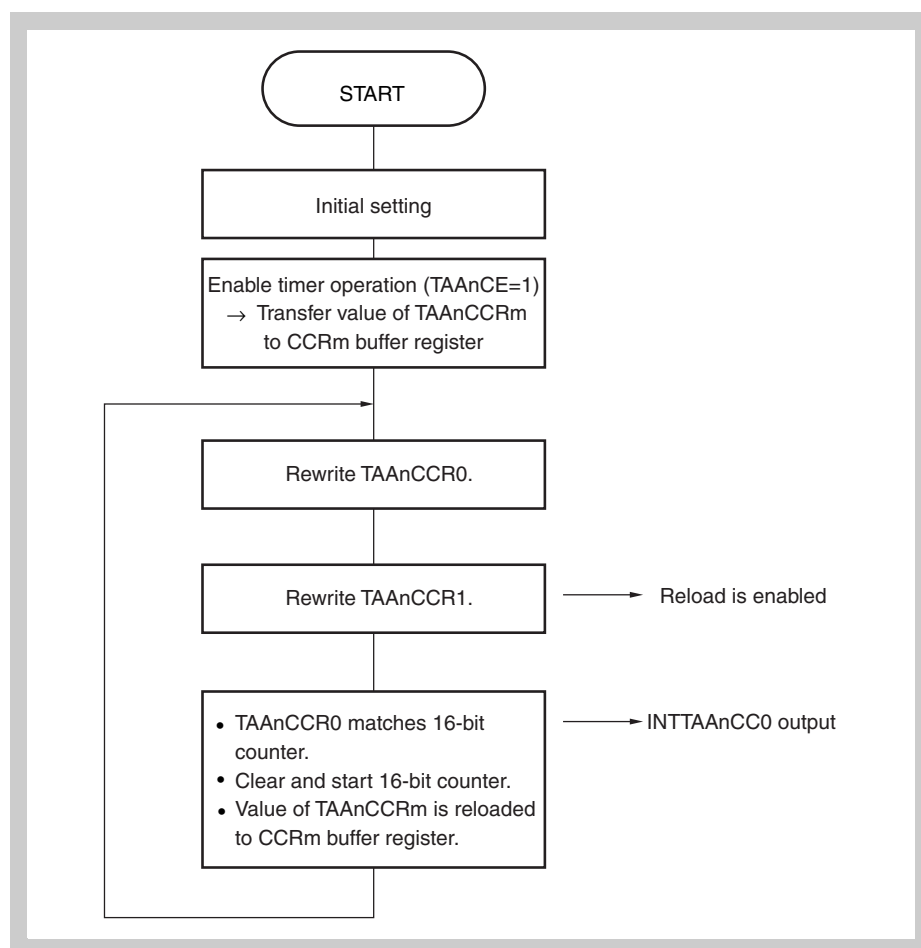 START
Initial setting
Enable timer operation (TAAnCE=1)
→ Transfer value of TAAnCCRm
to CCRm buffer register
Rewrite TAAnCCR0.
Rewrite TAAnCCR1.
Reload is enabled
• TAAnCCR0 matches 16-bit
counter.
• Clear and start 16-bit counter.
• Value of TAAnCCRm is reloaded
to CCRm buffer register.
INTTAAnCC0 output